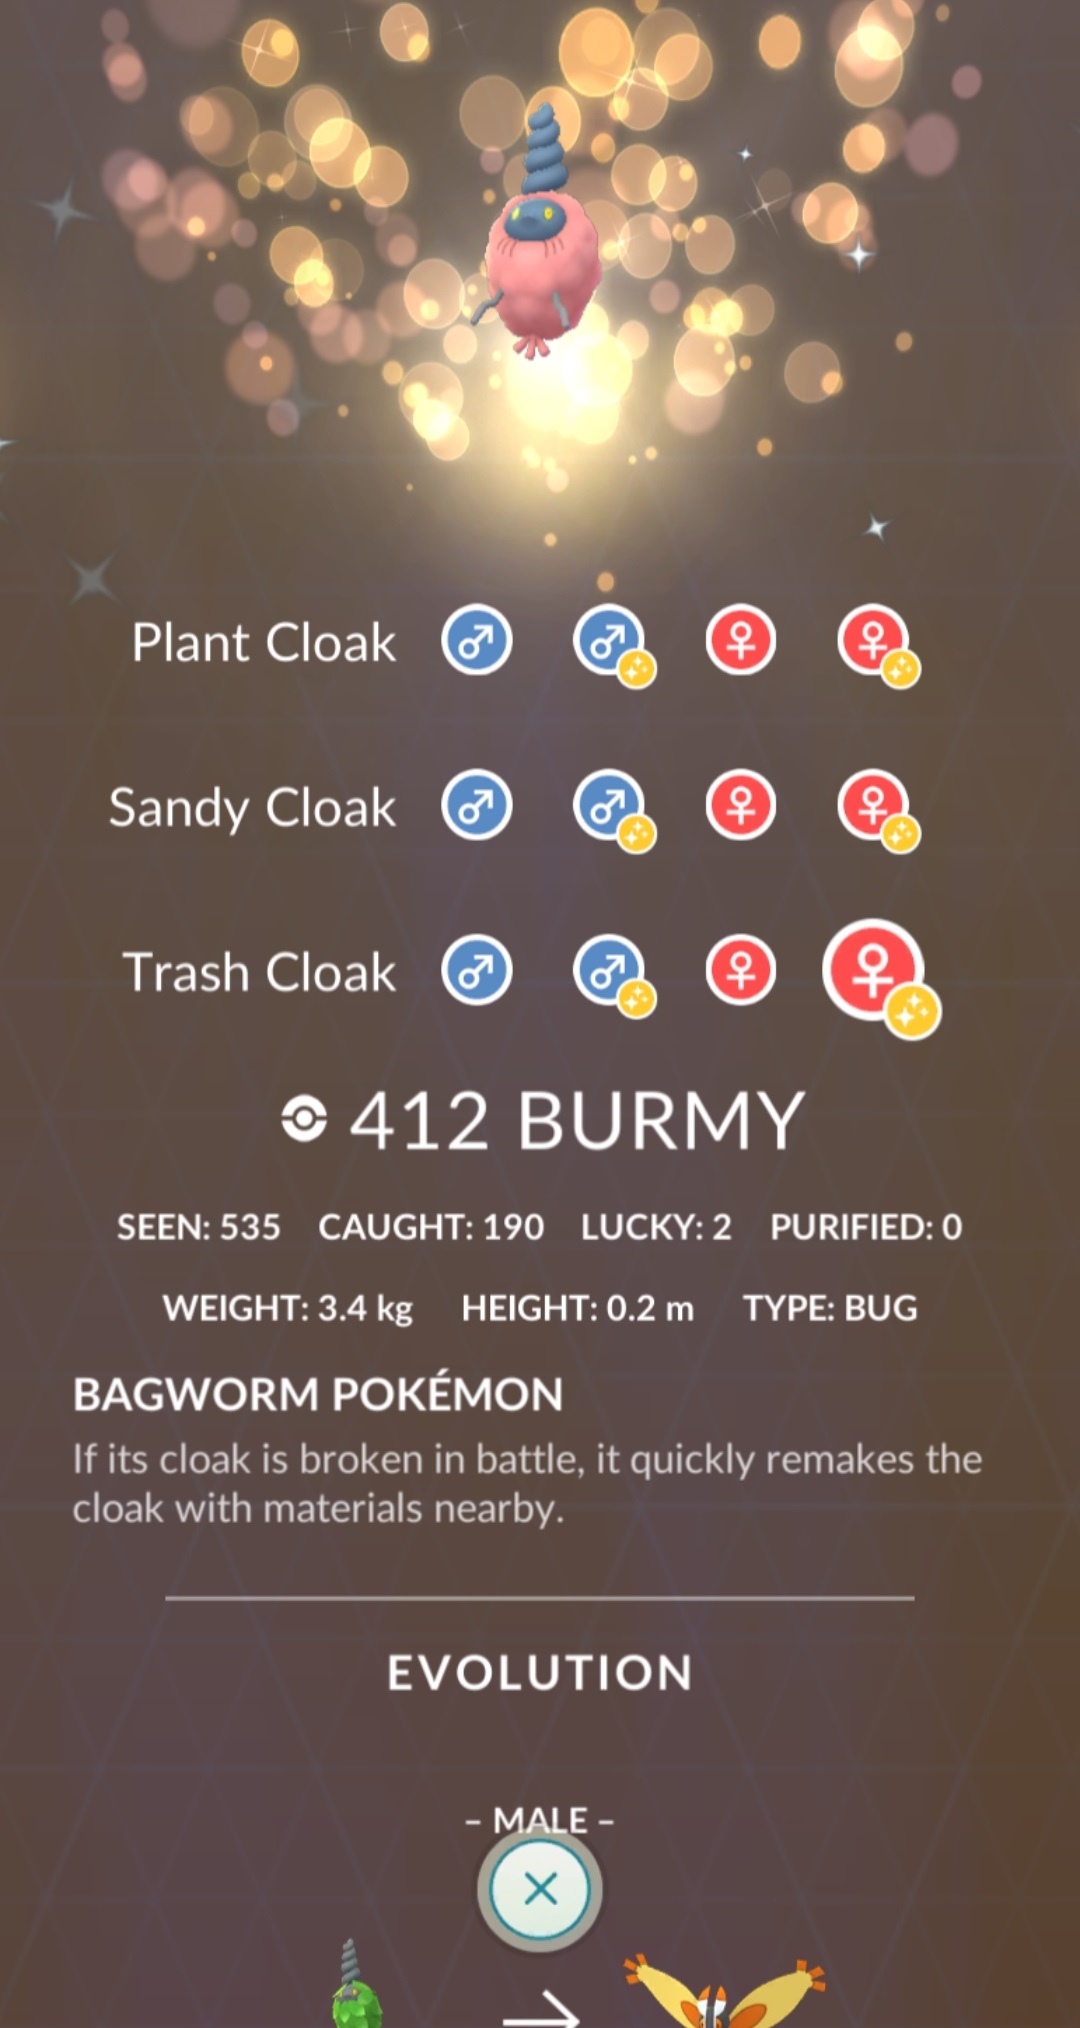 Plant Cloak
Sandy Cloak
Trash Cloak
412 BURMY
SEEN: 535 CAUGHT: 190 LUCKY: 2 PURIFIED: 0
WEIGHT: 3.4 kg HEIGHT: 0.2 m TYPE: BUG
BAGWORM POKÉMON
If its cloak is broken in battle, it quickly remakes the
cloak with materials nearby.
EVOLUTION
– MALE –